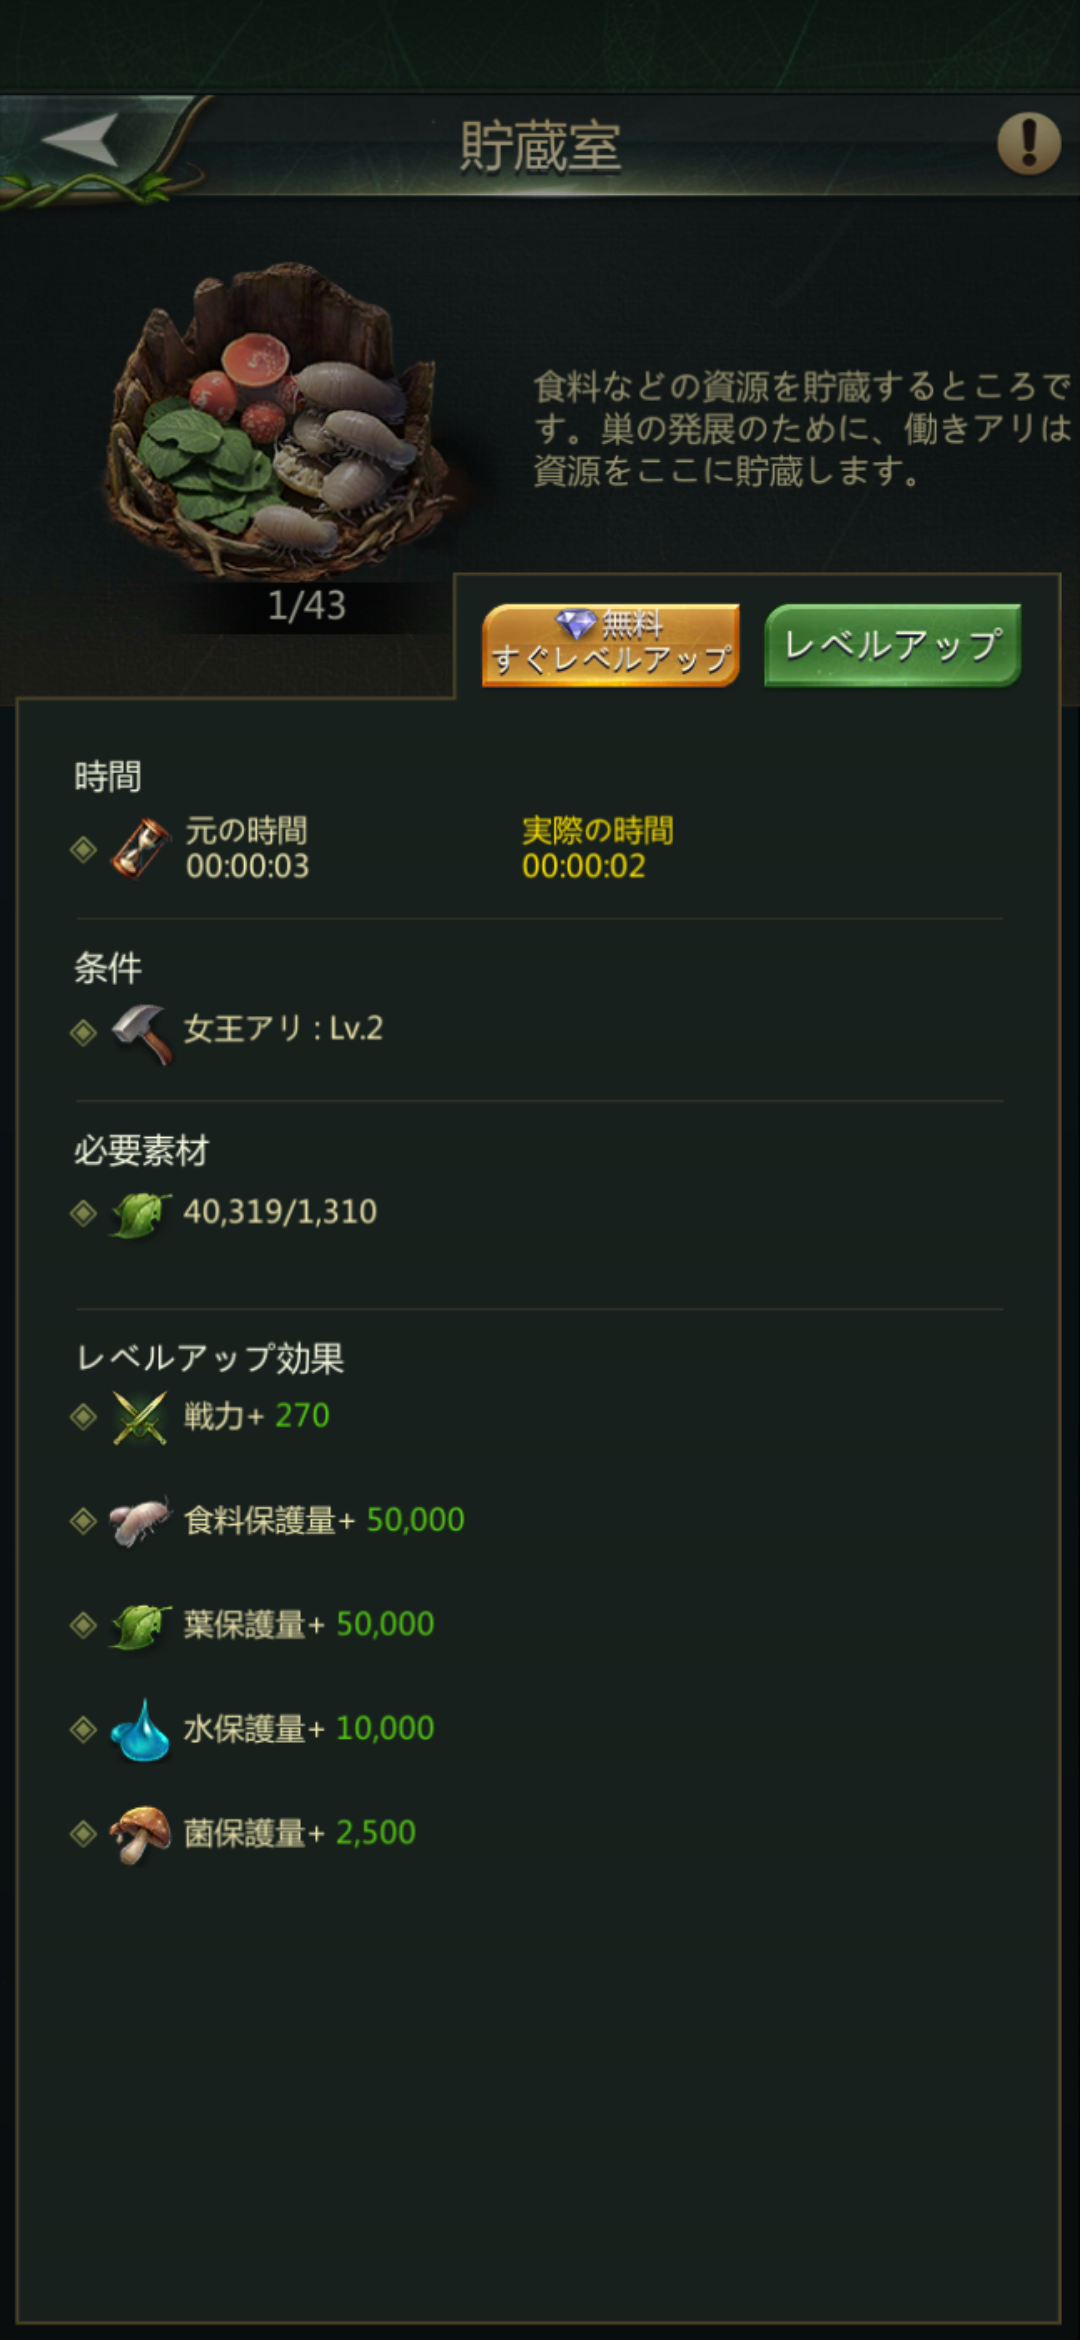 貯蔵室
食料などの資源を貯蔵するところで
す。巣の発展のために、働きアリは
資源をここに貯蔵します。
1/43
無料
すぐレベルアップ
レベルアップ
時間
元の時間
00:00:03
実際の時間
00:00:02
条件
女王アリ : Lv.2
必要素材
40,319/1,310
レベルアップ効果
戦力+ 270
食料保護量+ 50,000
葉保護量+ 50,000
水保護量+ 10,000
菌保護量+ 2,500